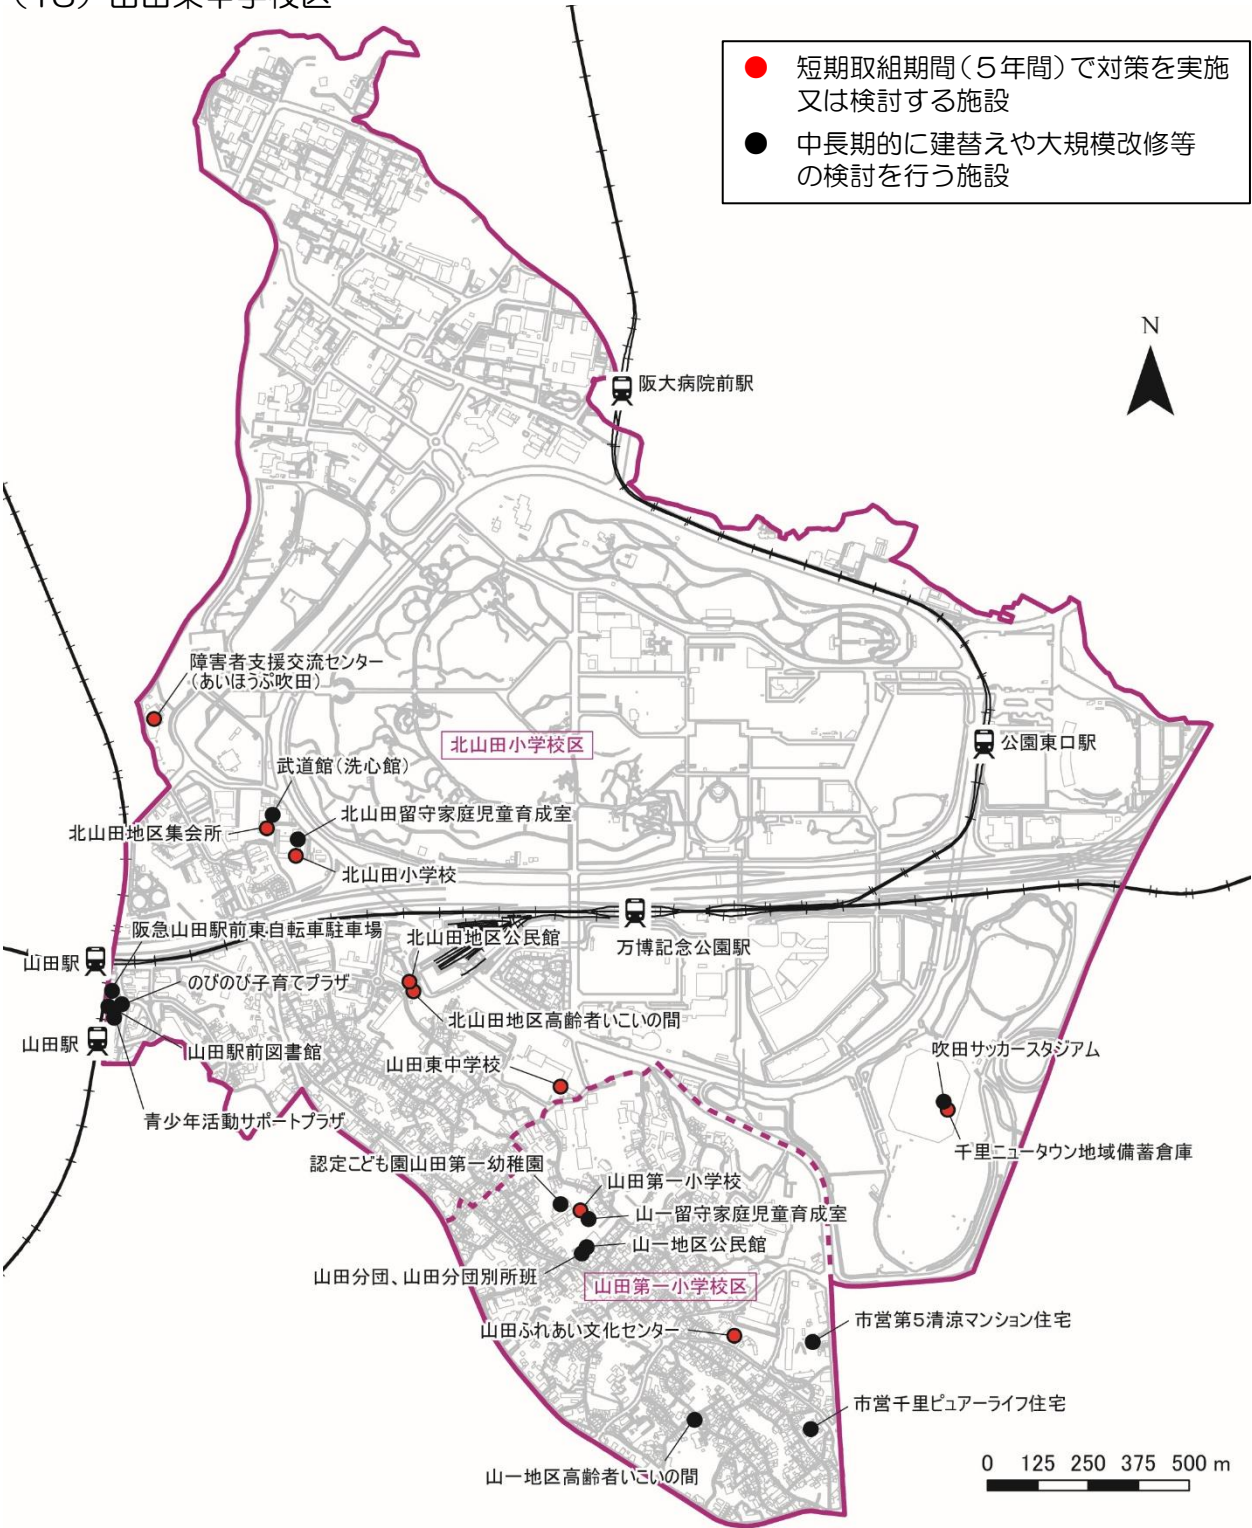 短期取組期間(5年間)で対策を実施
又は検討する施設
中長期的に建替えや大規模改修等
の検討を行う施設
N
阪大病院前駅
障害者支援交流センター
(あいほうぷ吹田)
北山田小学校区
公園東口駅
武道館(洗心館)
北山田留守家庭児童育成室
北山田地区集会所
北山田小学校
阪急山田駅前東自転車駐車場
北山田地区公民館
万博記念公園駅
山田駅
のびのび子育てプラザ
北山田地区高齢者いこいの間
山田駅
山田駅前図書館
山田東中学校
吹田サッカースタジアム
青少年活動サポートプラザ
千里ニュータウン地域備蓄倉庫
認定こども園山田第一幼稚園
山田第一小学校
山一留守家庭児童育成室
山一地区公民館
山田分団、山田分団別所班
山田第一小学校区
市営第5清涼マンション住宅
山田ふれあい文化センター
市営千里ピュアーライフ住宅
山一地区高齢者いこいの間
0 125 250 375 500 m